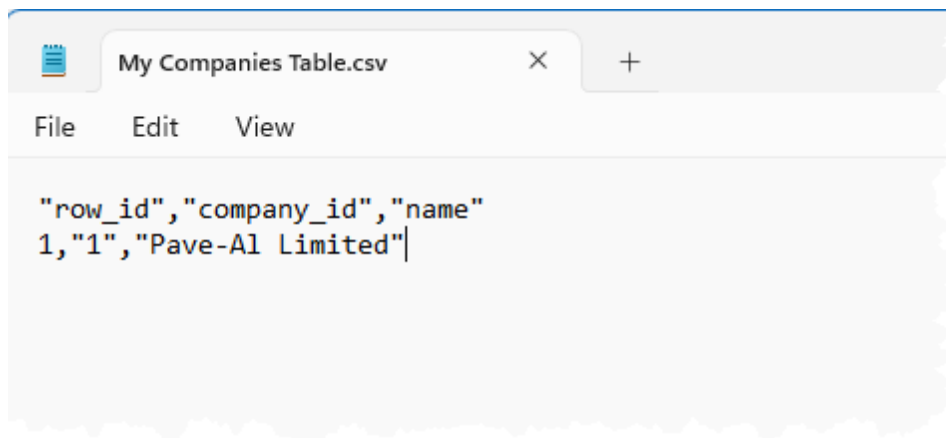 My Companies Table.csv
File Edit View
"row_id","company_id","name"
1,"1","Pave-Al Limited"